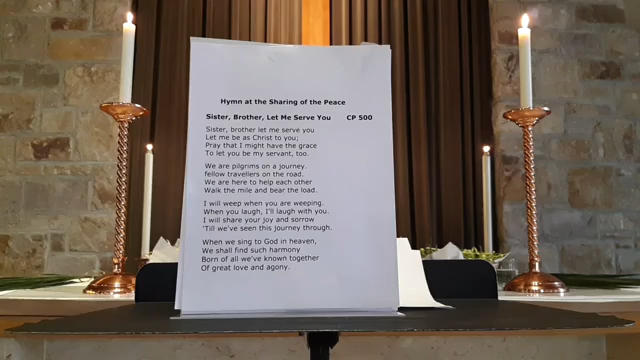 Hymn at the Sharing of the Peace
Sister, Brother, Let Me Serve You CP 500
Sister, brother let me serve you
Let me be as Christ to you;
Pray that I might have the grace
To let you be my servant, too.
We are pilgrims on a journey.
fellow travellers on the road.
We are here to help each other
Walk the mile and bear the load.
I will weep when you are weeping.
When you laugh, I'll laugh with you.
I will share your joy and sorrow
'Till we've seen this journey through.
When we sing to God in heaven,
We shall find such harmony
Born of all we've known together
Of great love and agony.